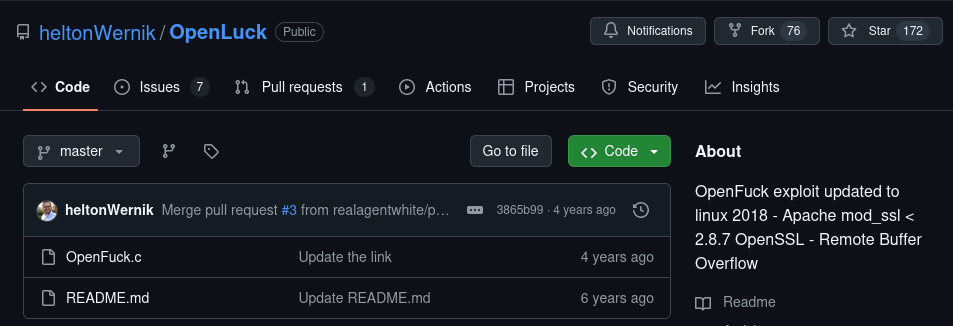 heltonWernik / OpenLuck Public Notifications Fork 76 Star 172
Code Issues 7 Pull requests 1 Actions Projects Security Insights
master Go to file Code
About
OpenFuck exploit updated to
linux 2018 - Apache mod_ssl <
2.8.7 OpenSSL - Remote Buffer
Overflow
Readme
heltonWernik Merge pull request #3 from realagentwhite/p… 3865b99 · 4 years ago
OpenFuck.c Update the link 4 years ago
README.md Update README.md 6 years ago